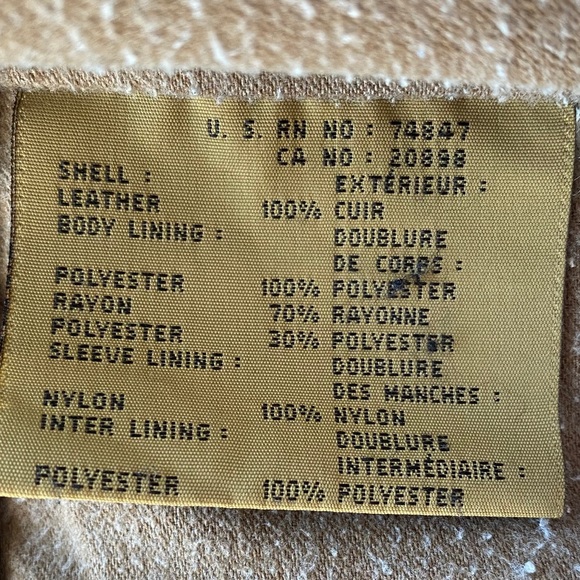 U. S. RN NO : 74847
CA NO : 20898
SHELL : EXTÉRIEUR :
LEATHER 100% CUIR
BODY LINING : DOUBLURE
DE CORPS :
POLYESTER 100% POLYESTER
RAYON 70% RAYONNE
POLYESTER 30% POLYESTER
SLEEVE LINING : DOUBLURE
DES MANCHES :
NYLON 100% NYLON
INTER LINING : DOUBLURE
INTERMÉDIAIRE :
POLYESTER 100% POLYESTER